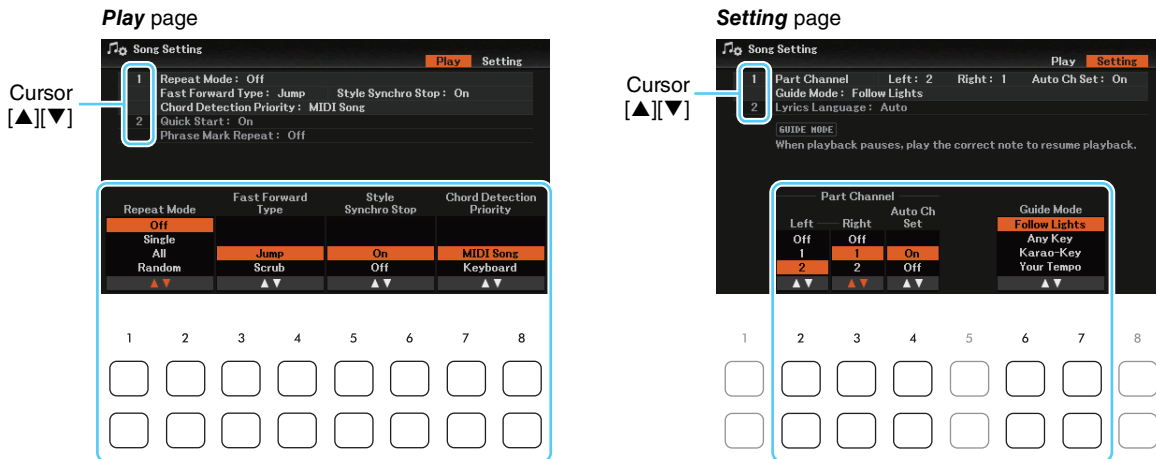 Play page
Song Setting
Play Setting
Cursor
[▲][▼]
1 Repeat Mode : Off
Fast Forward Type : Jump Style Synchro Stop : On
Chord Detection Priority : MIDI Song
2 Quick Start : On
Phrase Mark Repeat : Off
Repeat Mode
Fast Forward
Type
Style
Synchro Stop
Chord Detection
Priority
Off
Single
All
Random
▲▼
Jump
Scrub
▲▼
On
Off
▲▼
MIDI Song
Keyboard
▲▼
1 2 3 4 5 6 7 8
Setting page
Song Setting
Play Setting
Cursor
[▲][▼]
1 Part Channel Left : 2 Right : 1 Auto Ch Set : On
Guide Mode : Follow Lights
2 Lyrics Language : Auto
GUIDE MODE
When playback pauses, play the correct note to resume playback.
Part Channel
Left
Right
Auto Ch
Set
Guide Mode
Off
1
2
▲▼
Off
1
2
▲▼
On
Off
▲▼
Follow Lights
Any Key
Karao-Key
Your Tempo
▲▼
1 2 3 4 5 6 7 8